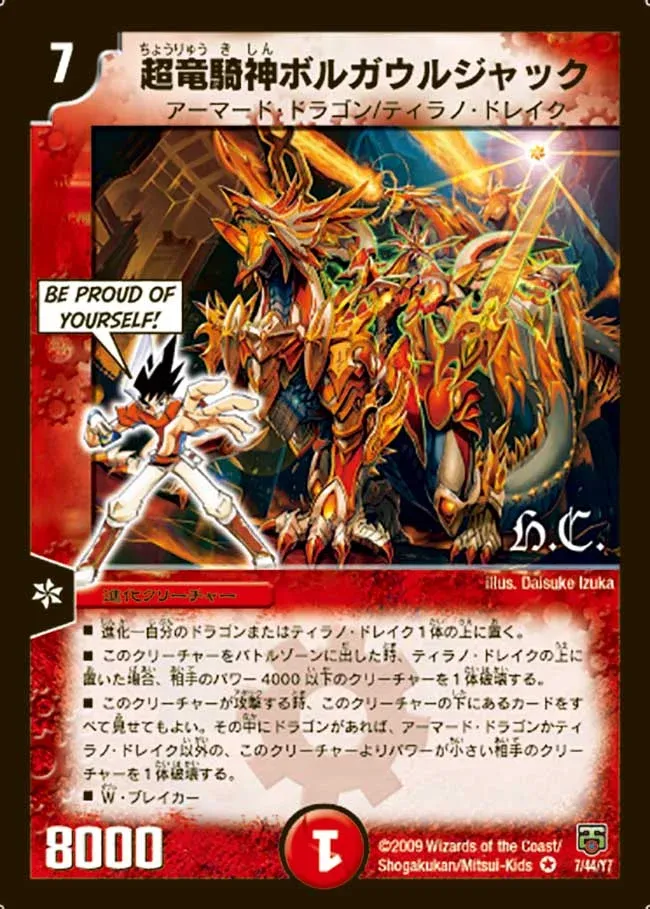 7
ちょうりゅうきしん
超竜騎神ボルガウルジャック
アーマード・ドラゴン/ティラノ・ドレイク
BE PROUD OF
YOURSELF!
h.C.
illus. Daisuke Izuka
進化クリーチャー
■ 進化―自分のドラゴンまたはティラノ・ドレイク1体の上に置く。
■ このクリーチャーをバトルゾーンに出した時、ティラノ・ドレイクの上に
置いた場合、相手のパワー4000以下のクリーチャーを1体破壊する。
■ このクリーチャーが攻撃する時、このクリーチャーの下にあるカードをす
べて見せてもよい。その中にドラゴンがあれば、アーマード・ドラゴンかティ
ラノ・ドレイク以外の、このクリーチャーよりパワーが小さい相手のクリー
チャーを1体破壊する。
■ W・ブレイカー
8000
1
©2009 Wizards of the Coast/
Shogakukan/Mitsui-Kids
7/44/Y7